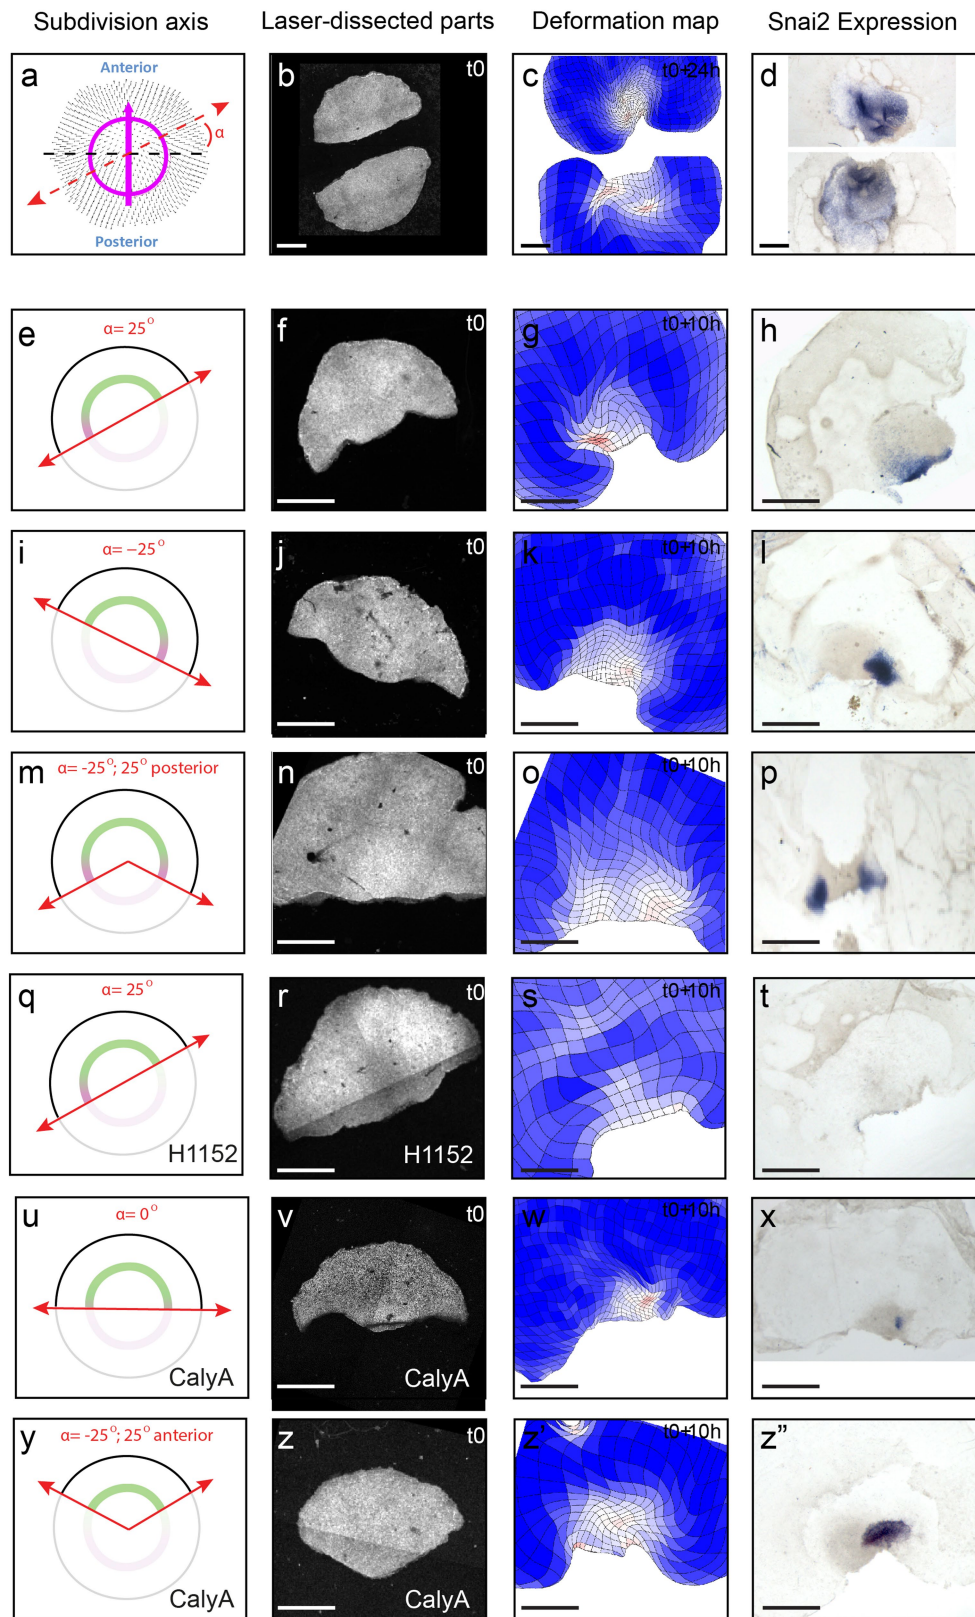 Subdivision axis
Laser-dissected parts
Deformation map
Snai2 Expression
a
Anterior
α
Posterior
b
t0
c
t0+24h
d
e
α= 25°
f
t0
g
t0+10h
h
i
α= −25°
j
t0
k
t0+10h
l
m
α= -25°; 25° posterior
n
t0
o
t0+10h
p
q
α= 25°
H1152
r
t0
H1152
s
t0+10h
t
u
α= 0°
CalyA
v
t0
CalyA
w
t0+10h
x
y
α= -25°; 25° anterior
CalyA
z
t0
CalyA
z'
t0+10h
z"